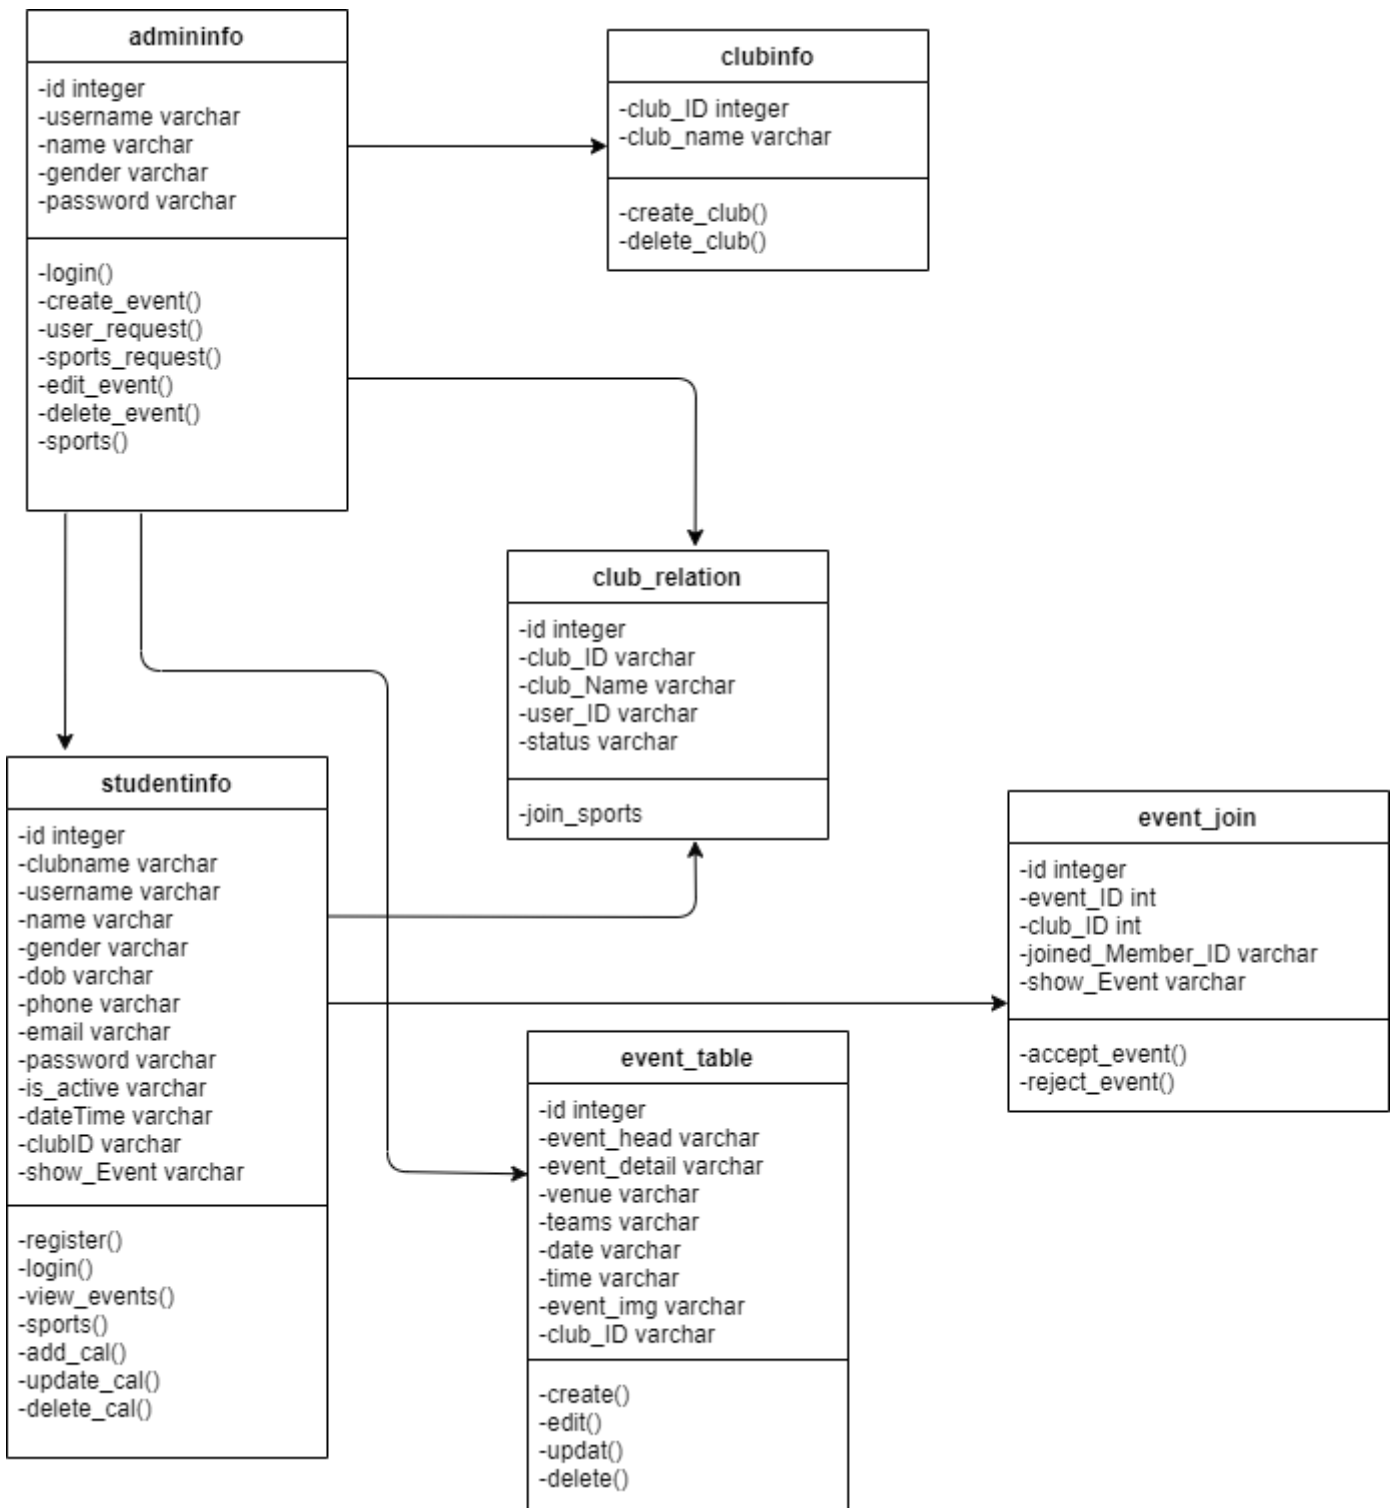 admininfo
-id integer
-username varchar
-name varchar
-gender varchar
-password varchar
-login()
-create_event()
-user_request()
-sports_request()
-edit_event()
-delete_event()
-sports()
clubinfo
-club_ID integer
-club_name varchar
-create_club()
-delete_club()
club_relation
-id integer
-club_ID varchar
-club_Name varchar
-user_ID varchar
-status varchar
-join_sports
studentinfo
-id integer
-clubname varchar
-username varchar
-name varchar
-gender varchar
-dob varchar
-phone varchar
-email varchar
-password varchar
-is_active varchar
-dateTime varchar
-clubID varchar
-show_Event varchar
-register()
-login()
-view_events()
-sports()
-add_cal()
-update_cal()
-delete_cal()
event_join
-id integer
-event_ID int
-club_ID int
-joined_Member_ID varchar
-show_Event varchar
-accept_event()
-reject_event()
event_table
-id integer
-event_head varchar
-event_detail varchar
-venue varchar
-teams varchar
-date varchar
-time varchar
-event_img varchar
-club_ID varchar
-create()
-edit()
-updat()
-delete()